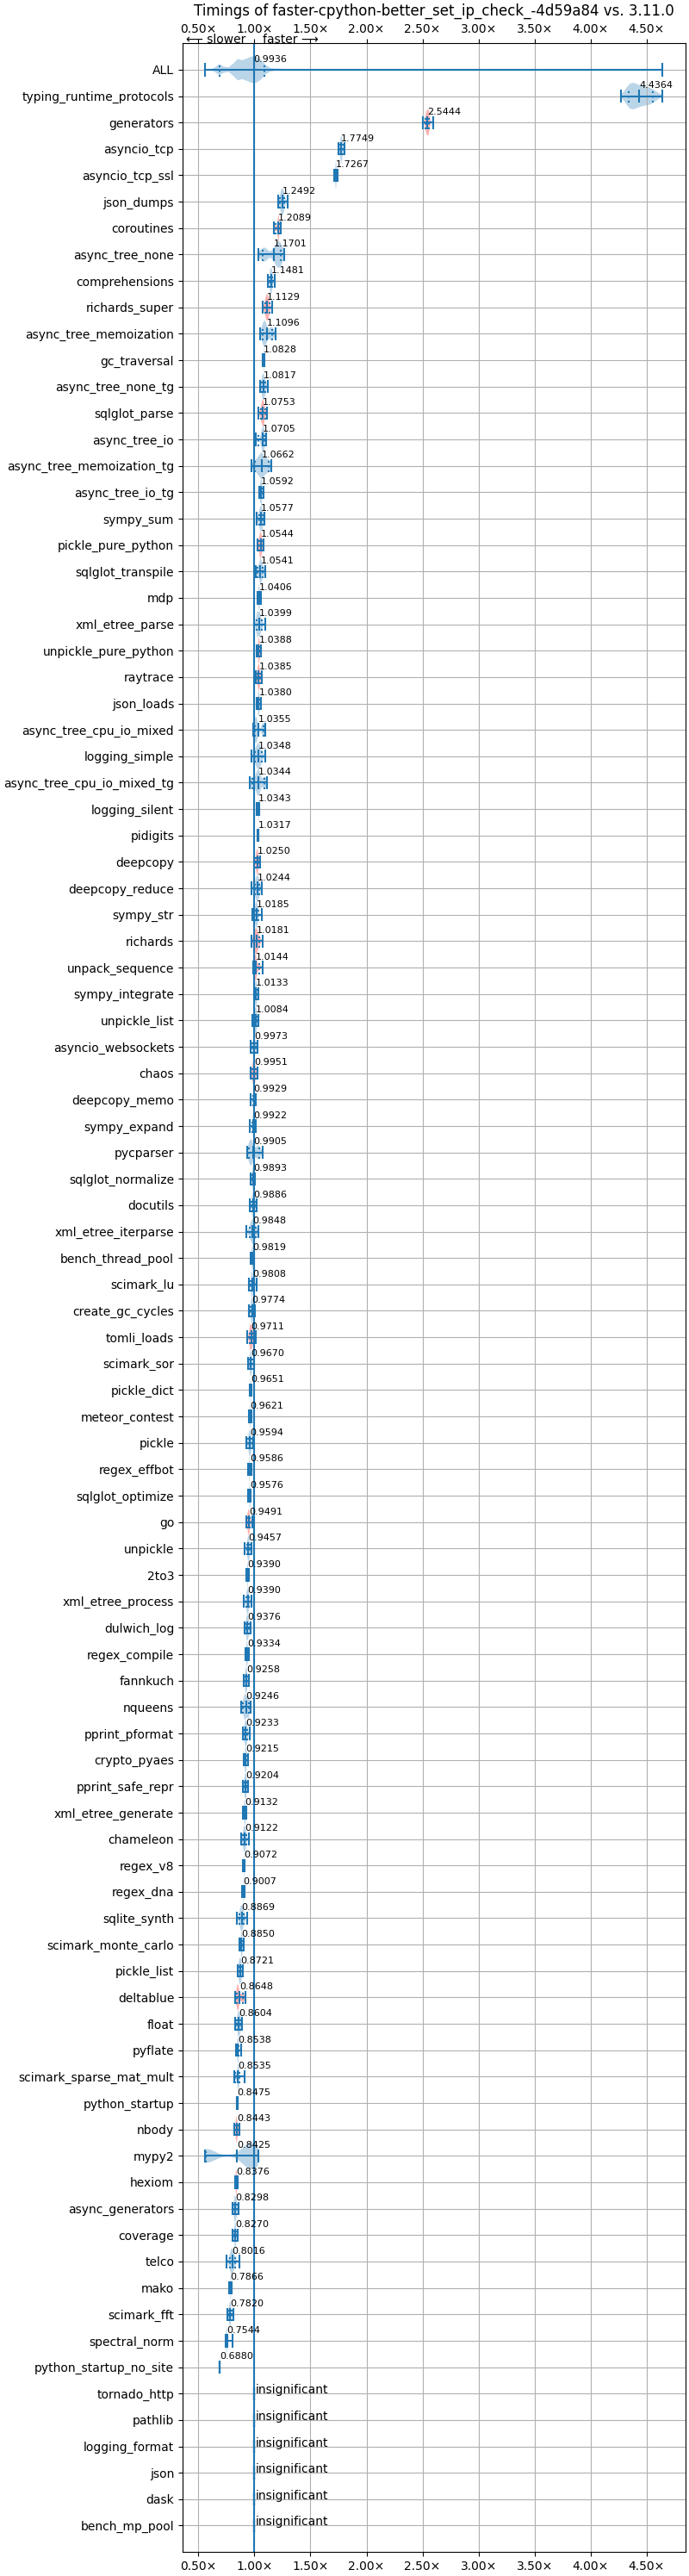 Timings of faster-cpython-better_set_ip_check_-4d59a84 vs. 3.11.0
0.50× 1.00× 1.50× 2.00× 2.50× 3.00× 3.50× 4.00× 4.50×
⟵ slower faster ⟶
ALL 0.9936
typing_runtime_protocols 4.4364
generators 2.5444
asyncio_tcp 1.7749
asyncio_tcp_ssl 1.7267
json_dumps 1.2492
coroutines 1.2089
async_tree_none 1.1701
comprehensions 1.1481
richards_super 1.1129
async_tree_memoization 1.1096
gc_traversal 1.0828
async_tree_none_tg 1.0817
sqlglot_parse 1.0753
async_tree_io 1.0705
async_tree_memoization_tg 1.0662
async_tree_io_tg 1.0592
sympy_sum 1.0577
pickle_pure_python 1.0544
sqlglot_transpile 1.0541
mdp 1.0406
xml_etree_parse 1.0399
unpickle_pure_python 1.0388
raytrace 1.0385
json_loads 1.0380
async_tree_cpu_io_mixed 1.0355
logging_simple 1.0348
async_tree_cpu_io_mixed_tg 1.0344
logging_silent 1.0343
pidigits 1.0317
deepcopy 1.0250
deepcopy_reduce 1.0244
sympy_str 1.0185
richards 1.0181
unpack_sequence 1.0144
sympy_integrate 1.0133
unpickle_list 1.0084
asyncio_websockets 0.9973
chaos 0.9951
deepcopy_memo 0.9929
sympy_expand 0.9922
pycparser 0.9905
sqlglot_normalize 0.9893
docutils 0.9886
xml_etree_iterparse 0.9848
bench_thread_pool 0.9819
scimark_lu 0.9808
create_gc_cycles 0.9774
tomli_loads 0.9711
scimark_sor 0.9670
pickle_dict 0.9651
meteor_contest 0.9621
pickle 0.9594
regex_effbot 0.9586
sqlglot_optimize 0.9576
go 0.9491
unpickle 0.9457
2to3 0.9390
xml_etree_process 0.9390
dulwich_log 0.9376
regex_compile 0.9334
fannkuch 0.9258
nqueens 0.9246
pprint_pformat 0.9233
crypto_pyaes 0.9215
pprint_safe_repr 0.9204
xml_etree_generate 0.9132
chameleon 0.9122
regex_v8 0.9072
regex_dna 0.9007
sqlite_synth 0.8869
scimark_monte_carlo 0.8850
pickle_list 0.8721
deltablue 0.8648
float 0.8604
pyflate 0.8538
scimark_sparse_mat_mult 0.8535
python_startup 0.8475
nbody 0.8443
mypy2 0.8425
hexiom 0.8376
async_generators 0.8298
coverage 0.8270
telco 0.8016
mako 0.7866
scimark_fft 0.7820
spectral_norm 0.7544
python_startup_no_site 0.6880
tornado_http insignificant
pathlib insignificant
logging_format insignificant
json insignificant
dask insignificant
bench_mp_pool insignificant
0.50× 1.00× 1.50× 2.00× 2.50× 3.00× 3.50× 4.00× 4.50×